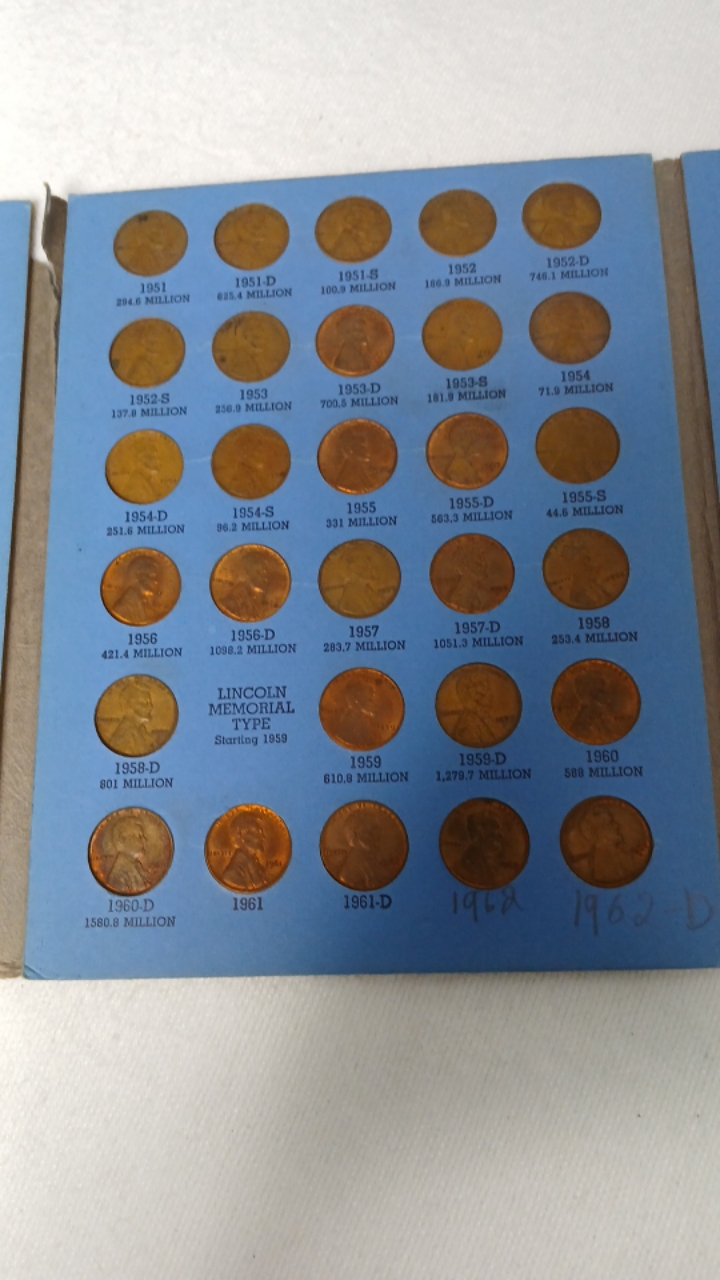 1951
294.6 MILLION
1951-D
625.4 MILLION
1951-S
100.9 MILLION
1952
186.9 MILLION
1952-D
746.1 MILLION
1952-S
137.8 MILLION
1953
256.9 MILLION
1953-D
700.5 MILLION
1953-S
181.8 MILLION
1954
71.9 MILLION
1954-D
251.6 MILLION
1954-S
96.2 MILLION
1955
331 MILLION
1955-D
563.3 MILLION
1955-S
44.6 MILLION
1956
421.4 MILLION
1956-D
1098.2 MILLION
1957
283.7 MILLION
1957-D
1051.3 MILLION
1958
253.4 MILLION
1958-D
801 MILLION
LINCOLN
MEMORIAL
TYPE
Starting 1959
1959
610.8 MILLION
1959-D
1,279.7 MILLION
1960
588 MILLION
1960-D
1580.8 MILLION
1961
1961-D
1962
1962-D